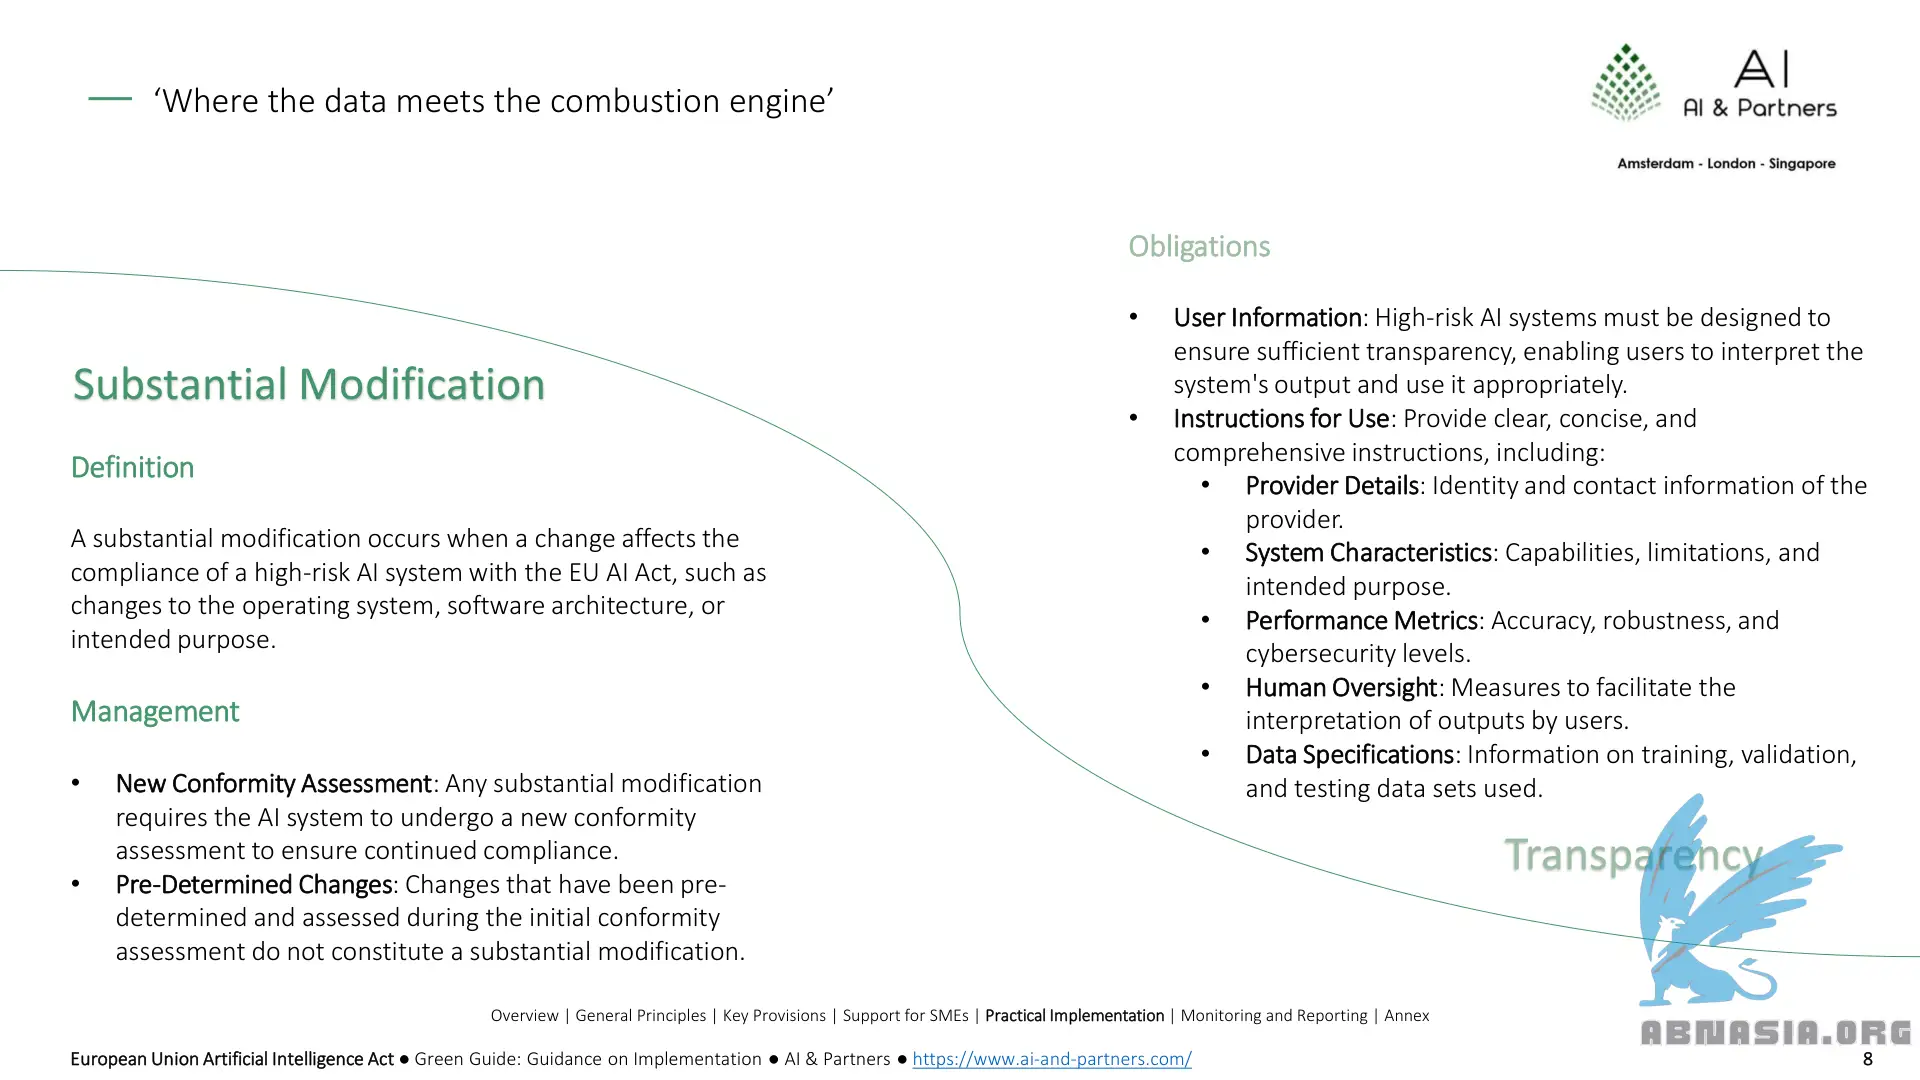 ‘Where the data meets the combustion engine’
AI
AI & Partners
Amsterdam - London - Singapore
Substantial Modification
Definition
A substantial modification occurs when a change affects the
compliance of a high-risk AI system with the EU AI Act, such as
changes to the operating system, software architecture, or
intended purpose.
Management
• New Conformity Assessment: Any substantial modification
requires the AI system to undergo a new conformity
assessment to ensure continued compliance.
• Pre-Determined Changes: Changes that have been pre-
determined and assessed during the initial conformity
assessment do not constitute a substantial modification.
Obligations
• User Information: High-risk AI systems must be designed to
ensure sufficient transparency, enabling users to interpret the
system's output and use it appropriately.
• Instructions for Use: Provide clear, concise, and
comprehensive instructions, including:
• Provider Details: Identity and contact information of the
provider.
• System Characteristics: Capabilities, limitations, and
intended purpose.
• Performance Metrics: Accuracy, robustness, and
cybersecurity levels.
• Human Oversight: Measures to facilitate the
interpretation of outputs by users.
• Data Specifications: Information on training, validation,
and testing data sets used.
Transparency
ABNASIA.ORG
Overview | General Principles | Key Provisions | Support for SMEs | Practical Implementation | Monitoring and Reporting | Annex
European Union Artificial Intelligence Act ● Green Guide: Guidance on Implementation ● AI & Partners ● https://www.ai-and-partners.com/
8